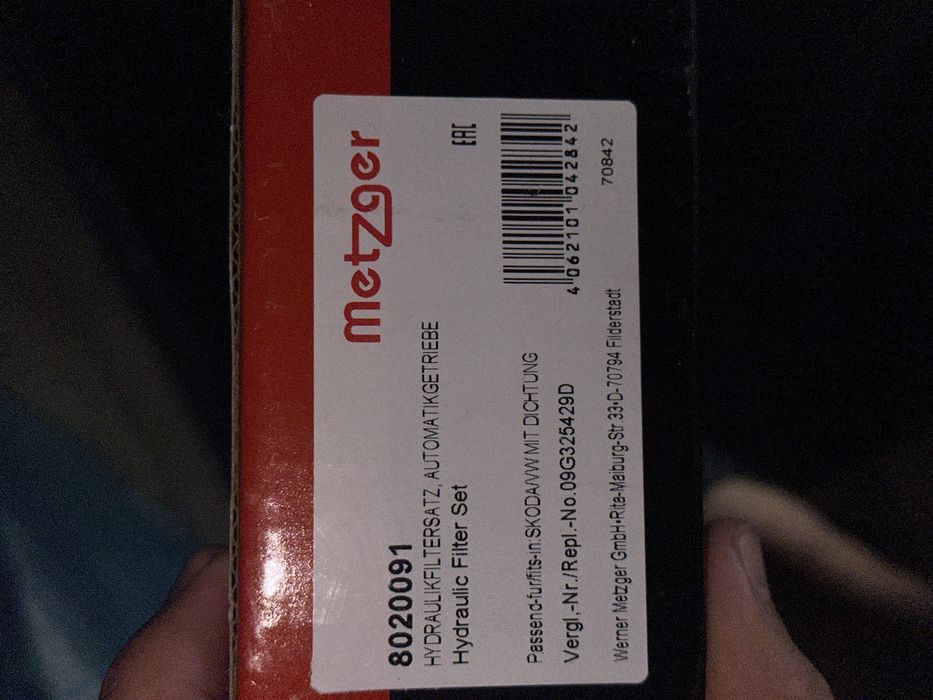 metzger
EAC
8020091
HYDRAULIKFILTERSATZ, AUTOMATIKGETRIEBE
Hydraulic Filter Set
4 062101 042842
Passend-für/fits-in:SKODA/VW MIT DICHTUNG
Vergl.-Nr./Repl.-No.09G325429D
70842
Werner Metzger GmbH•Rita-Maiburg-Str.33•D-70794 Filderstadt